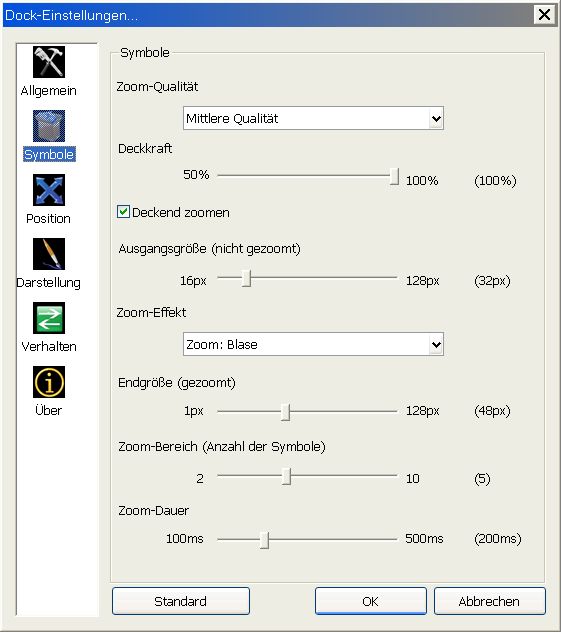 Dock-Einstellungen...
Allgemein
Symbole
Position
Darstellung
Verhalten
Über
Symbole
Zoom-Qualität
Mittlere Qualität
Deckkraft
50% 100% (100%)
Deckend zoomen
Ausgangsgröße (nicht gezoomt)
16px 128px (32px)
Zoom-Effekt
Zoom: Blase
Endgröße (gezoomt)
1px 128px (48px)
Zoom-Bereich (Anzahl der Symbole)
2 10 (5)
Zoom-Dauer
100ms 500ms (200ms)
Standard OK Abbrechen